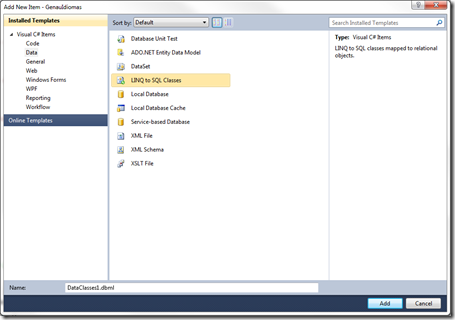 Add New Item - GenauIdiomas
Installed Templates
Visual C# Items
Code
Data
General
Web
Windows Forms
WPF
Reporting
Workflow
Online Templates
Sort by: Default
Database Unit Test
ADO.NET Entity Data Model
DataSet
LINQ to SQL Classes
Local Database
Local Database Cache
Service-based Database
XML File
XML Schema
XSLT File
Search Installed Templates
Type: Visual C# Items
LINQ to SQL classes mapped to relational
objects.
Name: DataClasses1.dbml
Add
Cancel